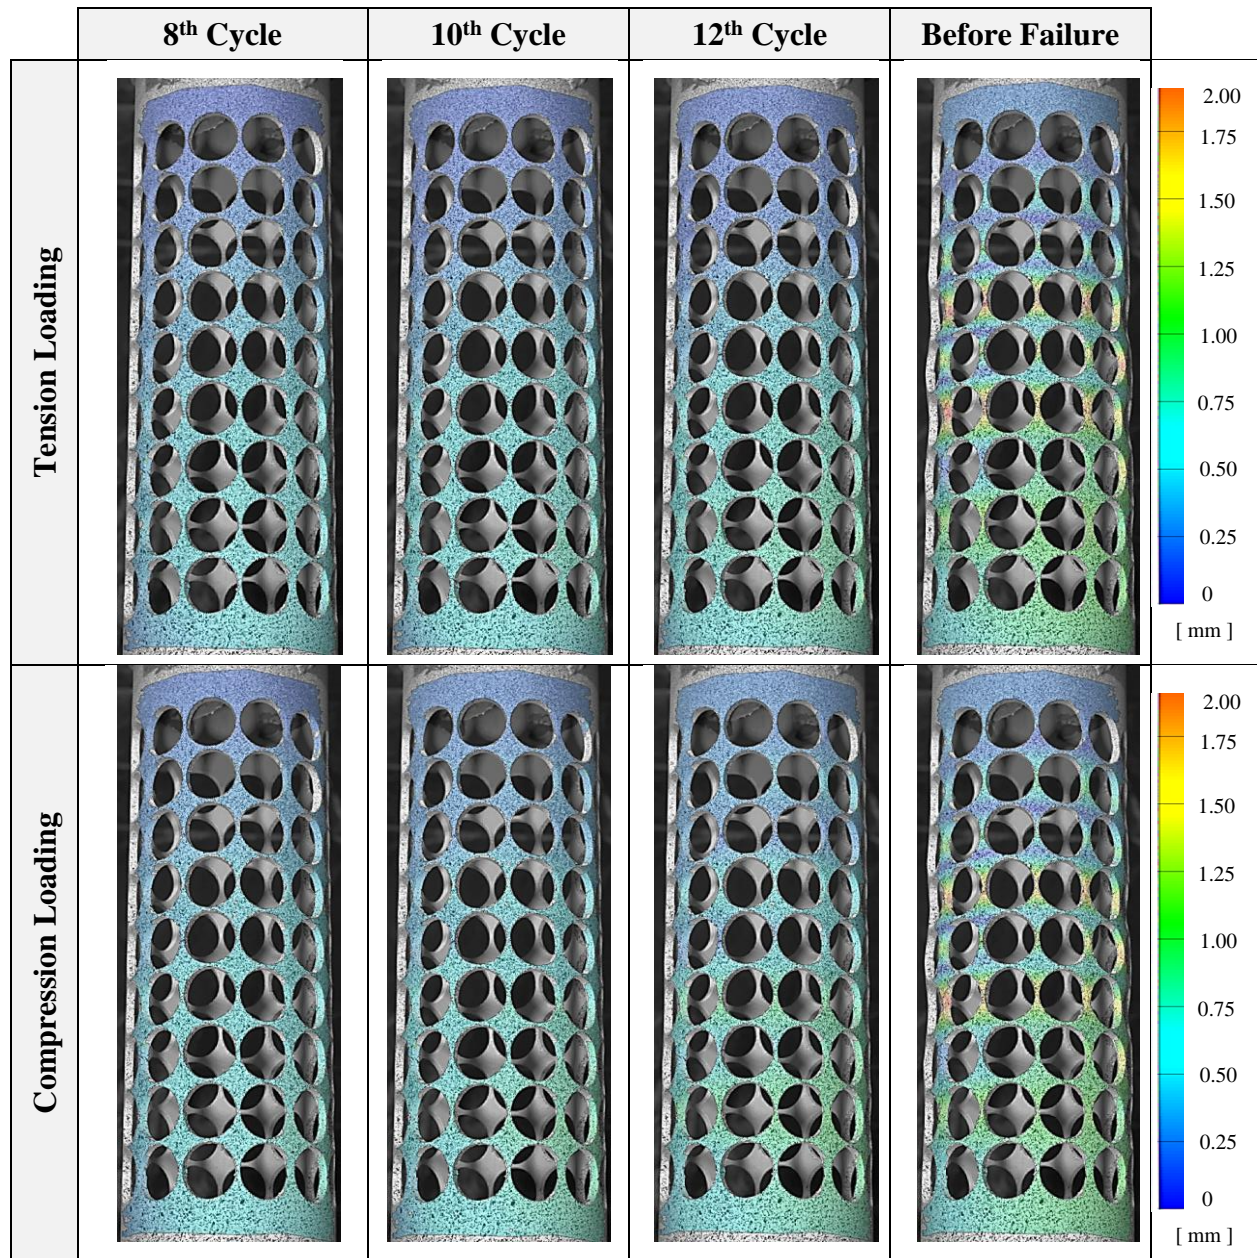 8th Cycle
10th Cycle
12th Cycle
Before Failure
Tension Loading
2.00
1.75
1.50
1.25
1.00
0.75
0.50
0.25
0
[ mm ]
Compression Loading
2.00
1.75
1.50
1.25
1.00
0.75
0.50
0.25
0
[ mm ]